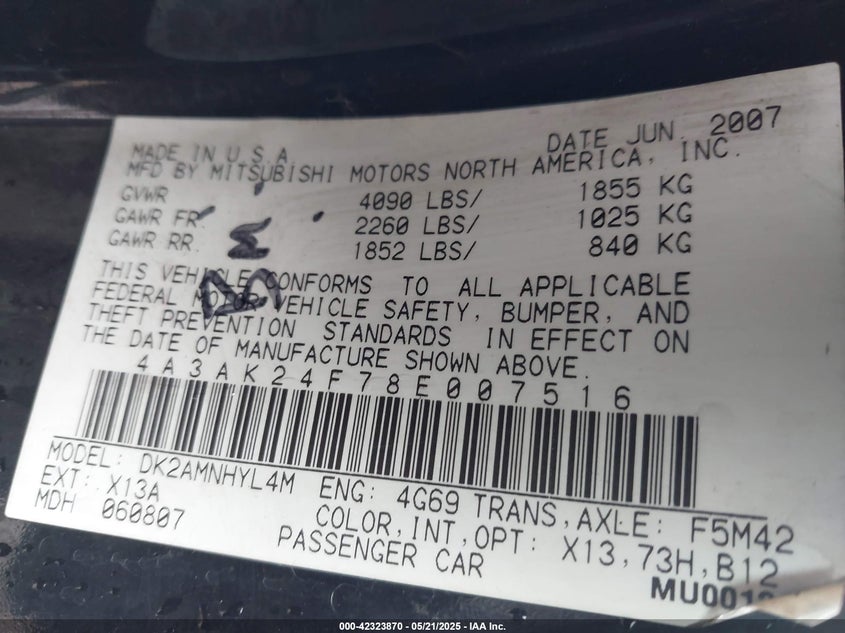 DATE JUN. 2007
MADE IN U.S.A.
MFD BY MITSUBISHI MOTORS NORTH AMERICA, INC.
GVWR 4090 LBS/ 1855 KG
GAWR FR. 2260 LBS/ 1025 KG
GAWR RR. 1852 LBS/ 840 KG
THIS VEHICLE CONFORMS TO ALL APPLICABLE
FEDERAL MOTOR VEHICLE SAFETY, BUMPER, AND
THEFT PREVENTION STANDARDS IN EFFECT ON
THE DATE OF MANUFACTURE SHOWN ABOVE.
4A3AK24F78E007516
MODEL: DK2AMNHYL4M ENG: 4G69 TRANS,AXLE: F5M42
EXT: X13A COLOR,INT,OPT: X13,73H,B12
MDH 060807 PASSENGER CAR
000-42323870 - 05/21/2025 - IAA Inc.